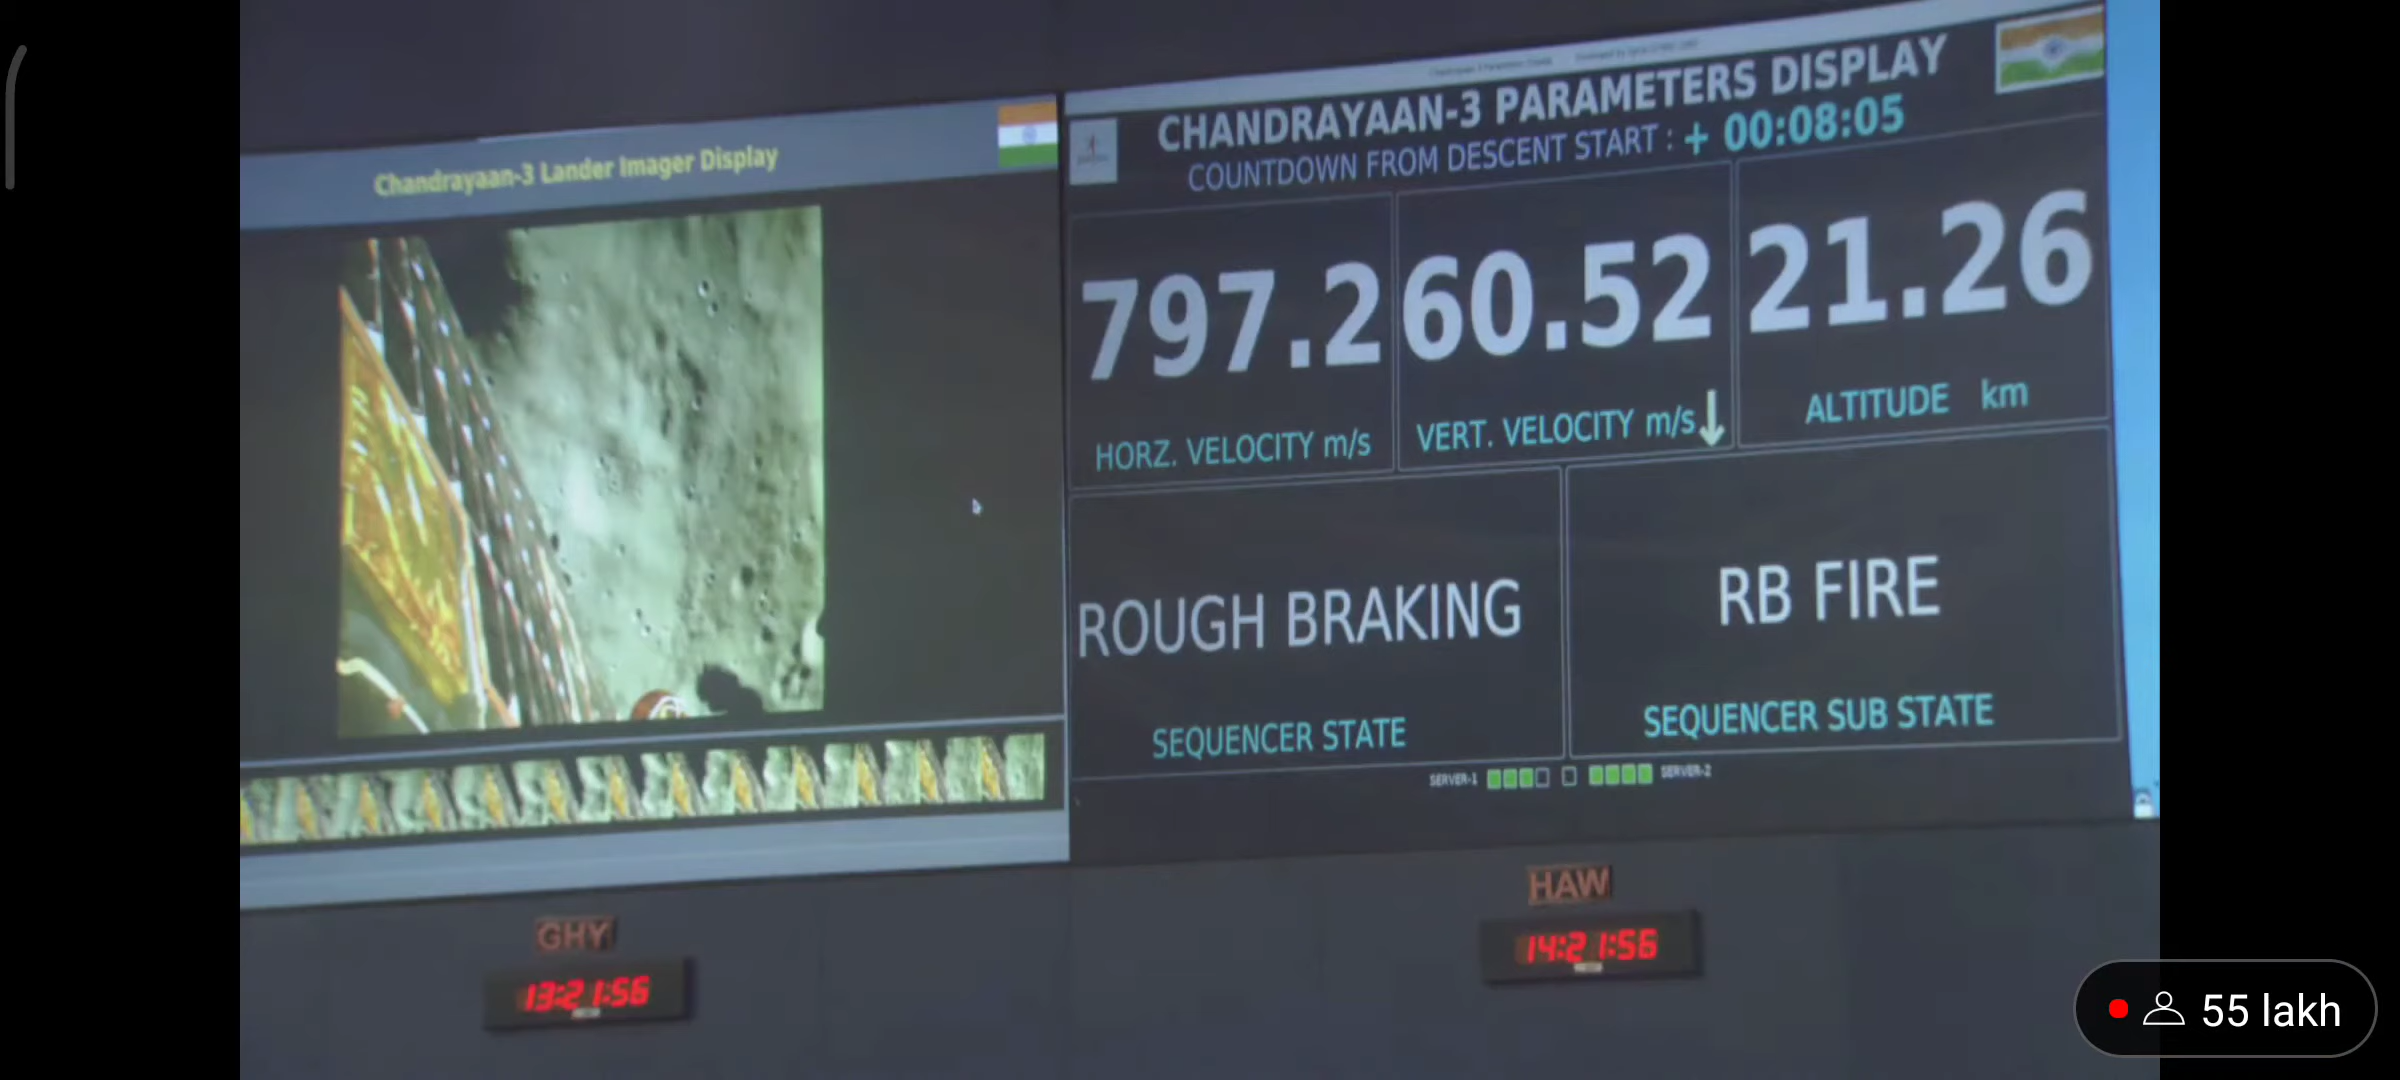 Chandrayaan-3 Lander Imager Display
CHANDRAYAAN-3 PARAMETERS DISPLAY
COUNTDOWN FROM DESCENT START : + 00:08:05
797.2 60.52 21.26
HORZ. VELOCITY m/s VERT. VELOCITY m/s↓ ALTITUDE km
ROUGH BRAKING RB FIRE
SEQUENCER STATE SEQUENCER SUB STATE
SERVER-1 SERVER-2
GHY
13:21:56
HAW
14:21:56
55 lakh